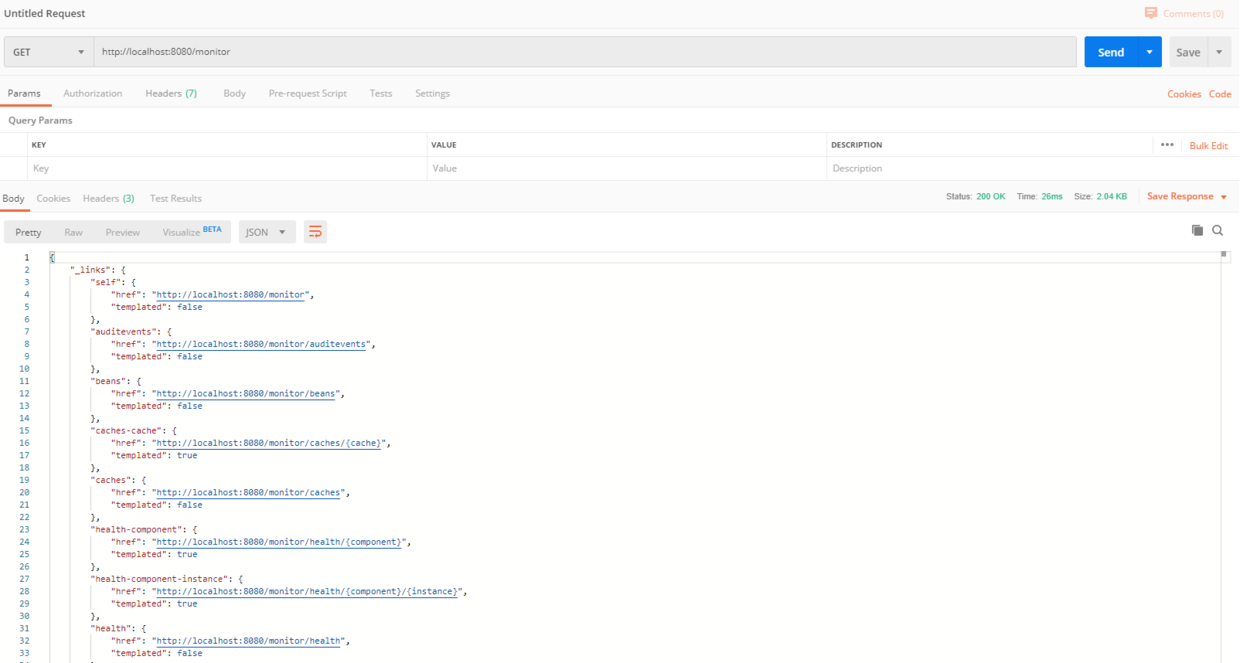 Untitled Request
Comments (0)
GET
http://localhost:8080/monitor
Send
Save
Params Authorization Headers (7) Body Pre-request Script Tests Settings
Cookies Code
Query Params
KEY VALUE DESCRIPTION
••• Bulk Edit
Key Value Description
Body Cookies Headers (3) Test Results
Status: 200 OK Time: 26ms Size: 2.04 KB Save Response
Pretty Raw Preview Visualize BETA JSON
1 {
2 "_links": {
3 "self": {
4 "href": "http://localhost:8080/monitor",
5 "templated": false
6 },
7 "auditevents": {
8 "href": "http://localhost:8080/monitor/auditevents",
9 "templated": false
10 },
11 "beans": {
12 "href": "http://localhost:8080/monitor/beans",
13 "templated": false
14 },
15 "caches-cache": {
16 "href": "http://localhost:8080/monitor/caches/{cache}",
17 "templated": true
18 },
19 "caches": {
20 "href": "http://localhost:8080/monitor/caches",
21 "templated": false
22 },
23 "health-component": {
24 "href": "http://localhost:8080/monitor/health/{component}",
25 "templated": true
26 },
27 "health-component-instance": {
28 "href": "http://localhost:8080/monitor/health/{component}/{instance}",
29 "templated": true
30 },
31 "health": {
32 "href": "http://localhost:8080/monitor/health",
33 "templated": false